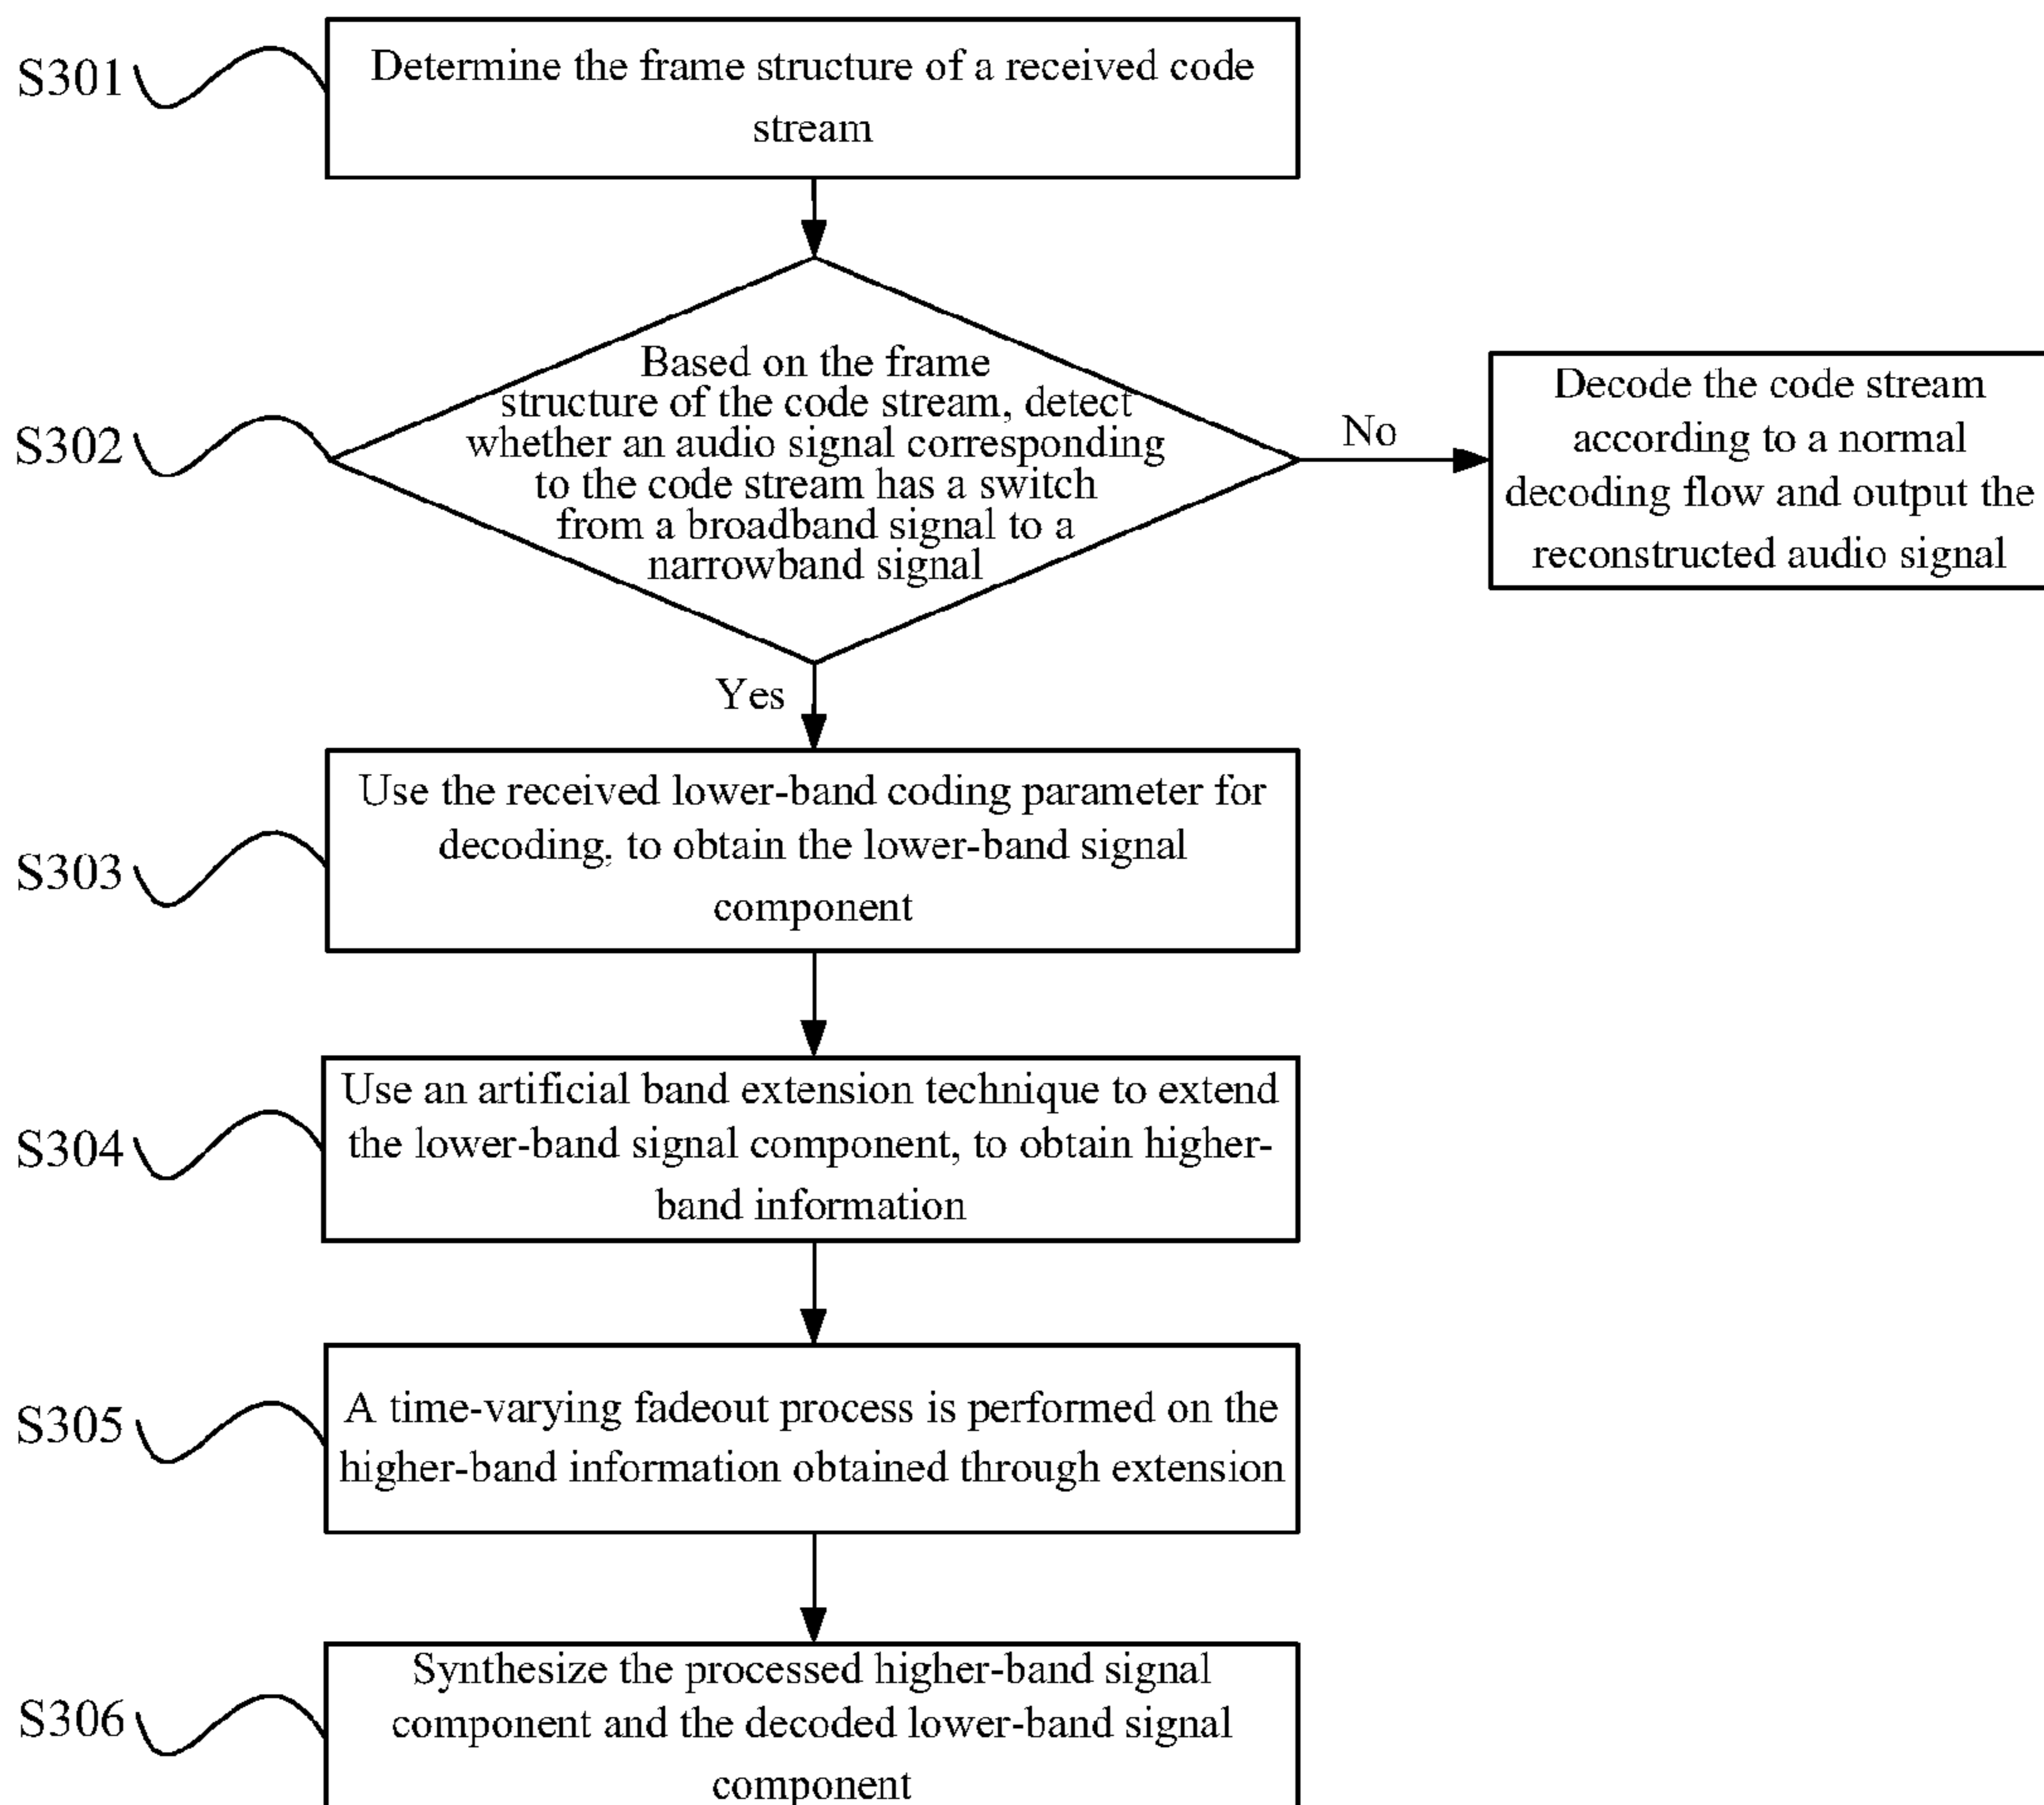 S301
Determine the frame structure of a received code
stream
S302
Based on the frame
structure of the code stream, detect
whether an audio signal corresponding
to the code stream has a switch
from a broadband signal to a
narrowband signal
No
Decode the code stream
according to a normal
decoding flow and output the
reconstructed audio signal
Yes
S303
Use the received lower-band coding parameter for
decoding, to obtain the lower-band signal
component
S304
Use an artificial band extension technique to extend
the lower-band signal component, to obtain higher-
band information
S305
A time-varying fadeout process is performed on the
higher-band information obtained through extension
S306
Synthesize the processed higher-band signal
component and the decoded lower-band signal
component